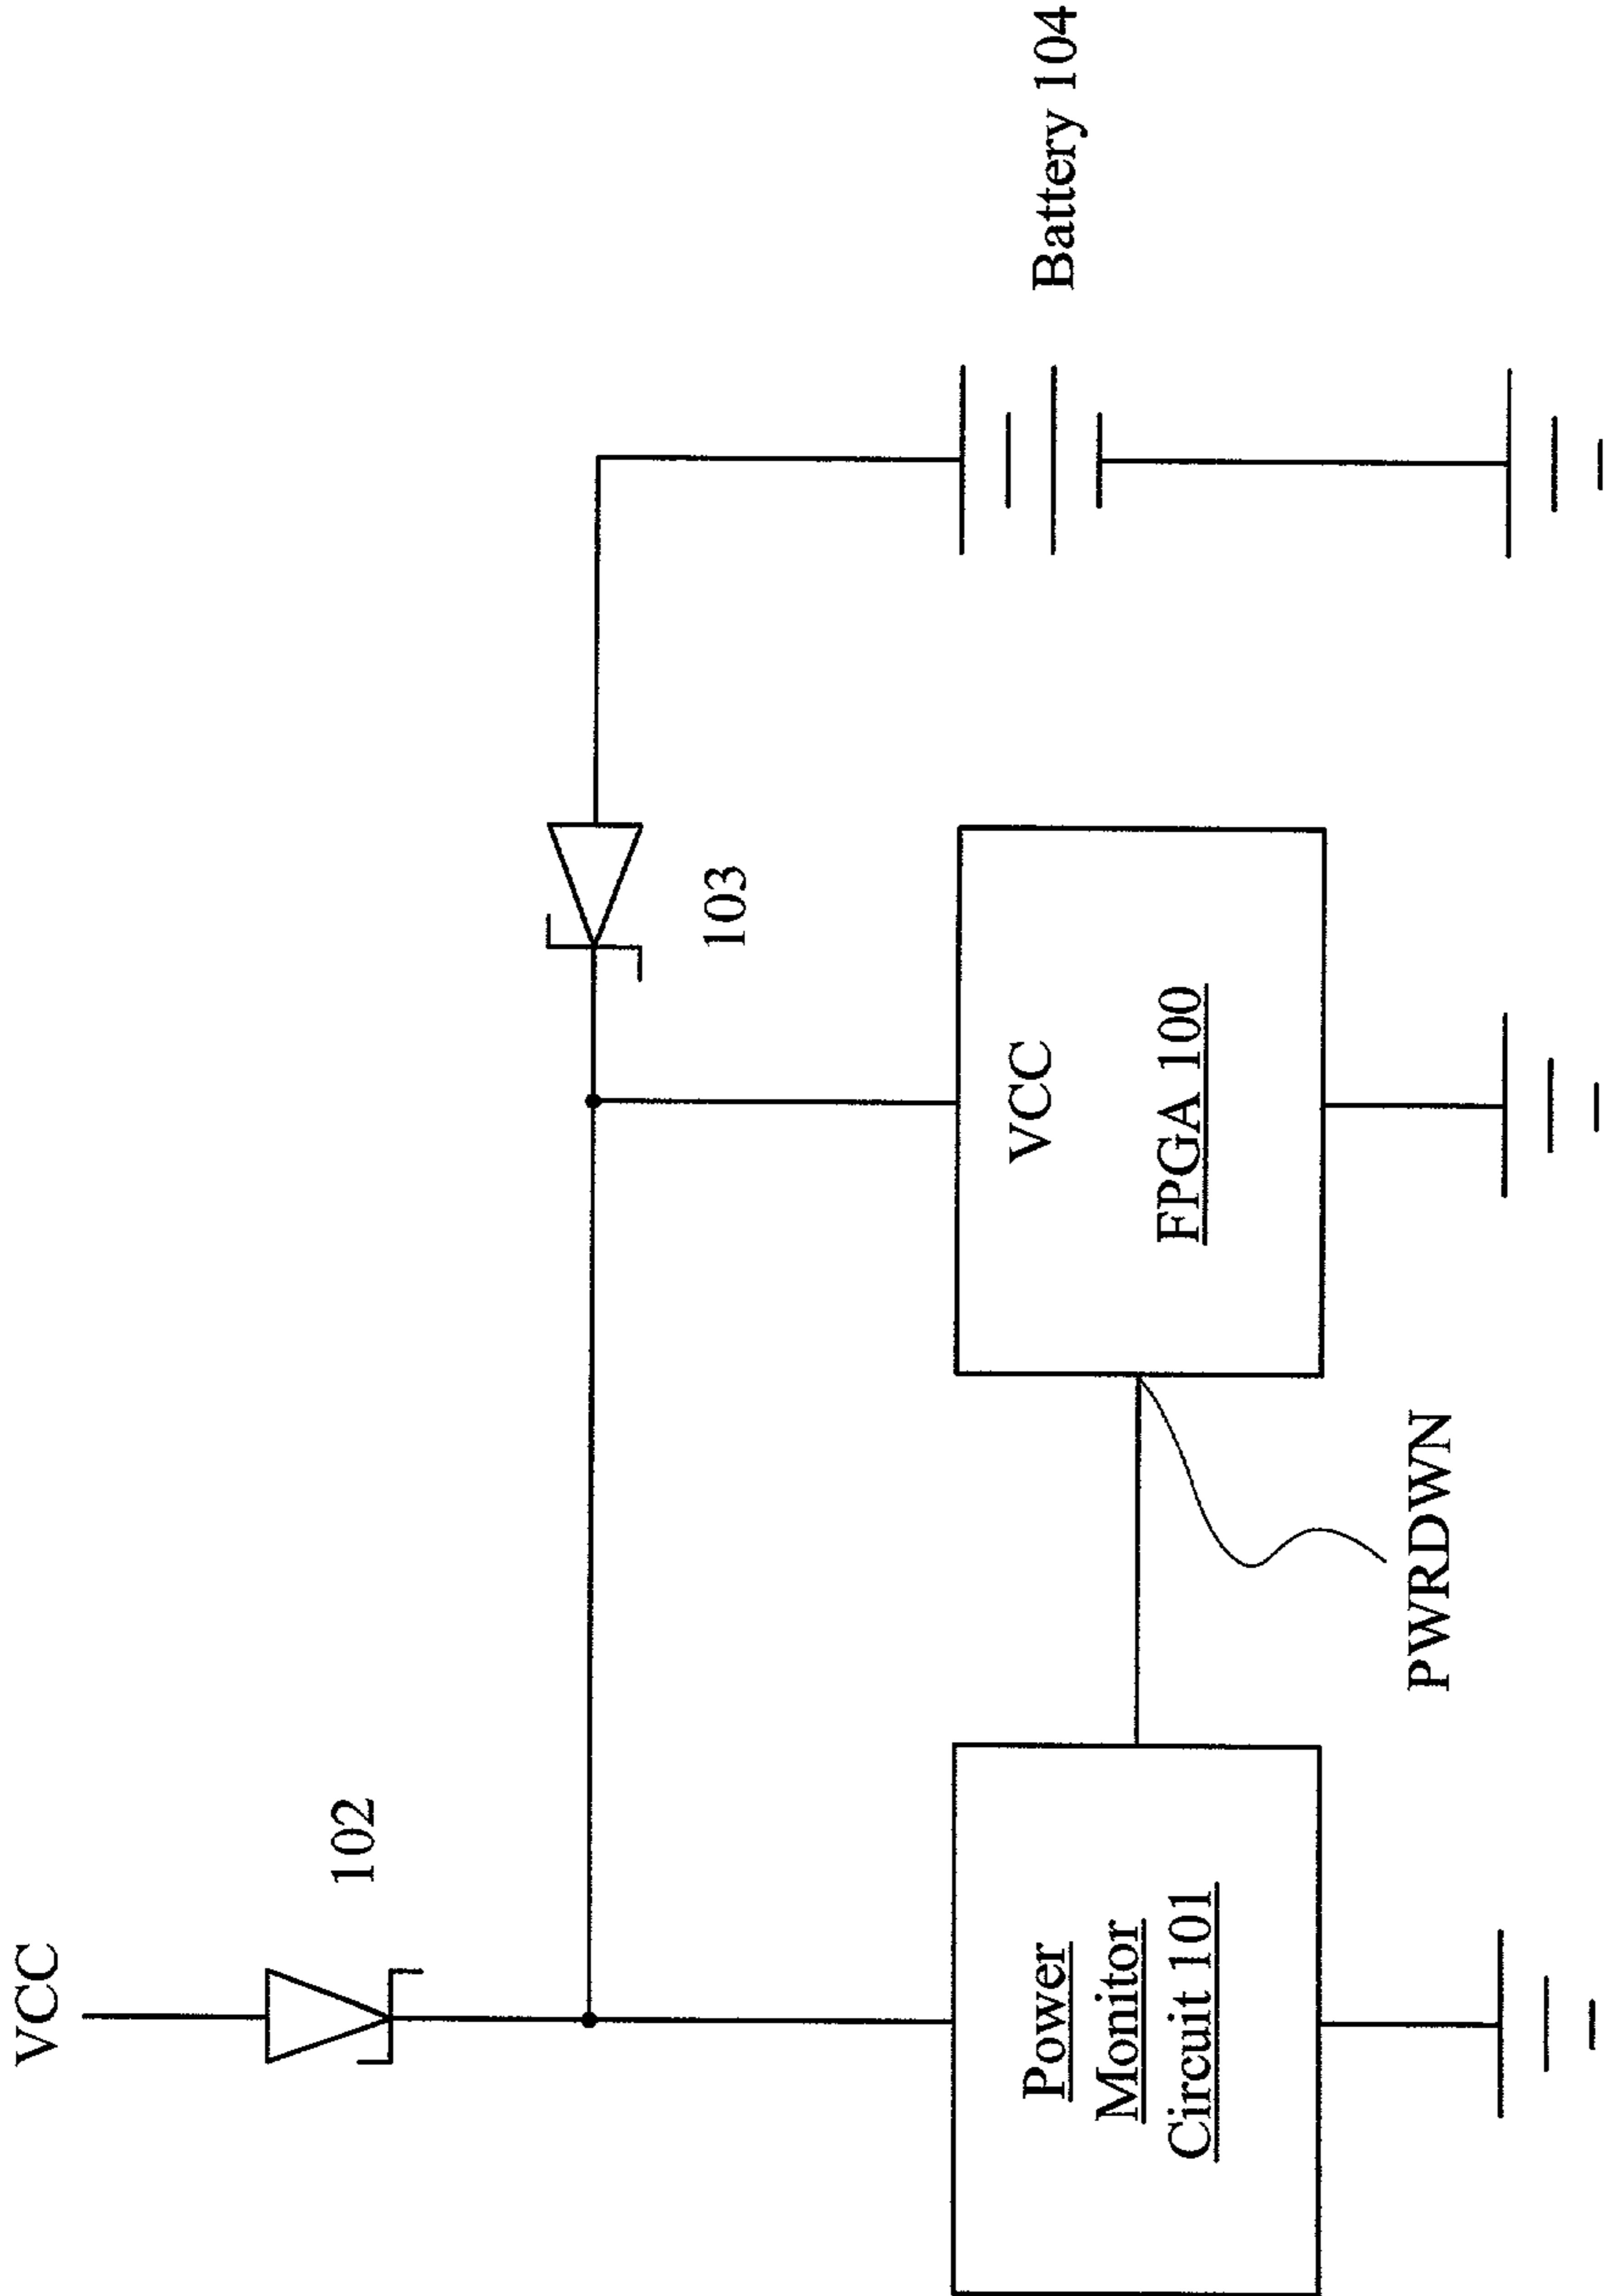 VCC
102
103
Battery 104
Power
Monitor
Circuit 101
PWRDWN
VCC
FPGA 100